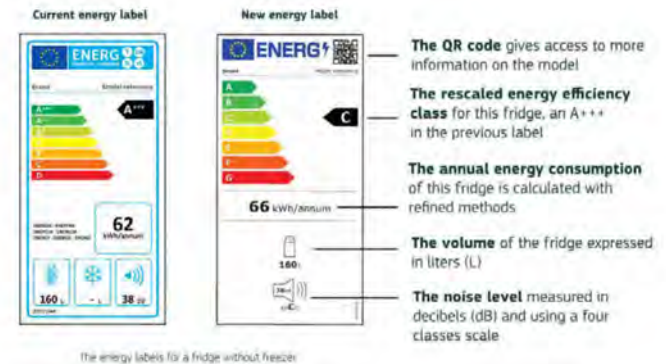 Current energy label
New energy label
ENERG
ENERG
A+++
A+++
D
62
kWh/annum
160 L
- L
38 dB
A
B
C
C
D
E
F
G
66 kWh/annum
160 L
The QR code gives access to more
information on the model
The rescaled energy efficiency
class for this fridge, an A+++
in the previous label
The annual energy consumption
of this fridge is calculated with
refined methods
The volume of the fridge expressed
in liters (L)
The noise level measured in
decibels (dB) and using a four
classes scale
The energy labels for a fridge without freezer